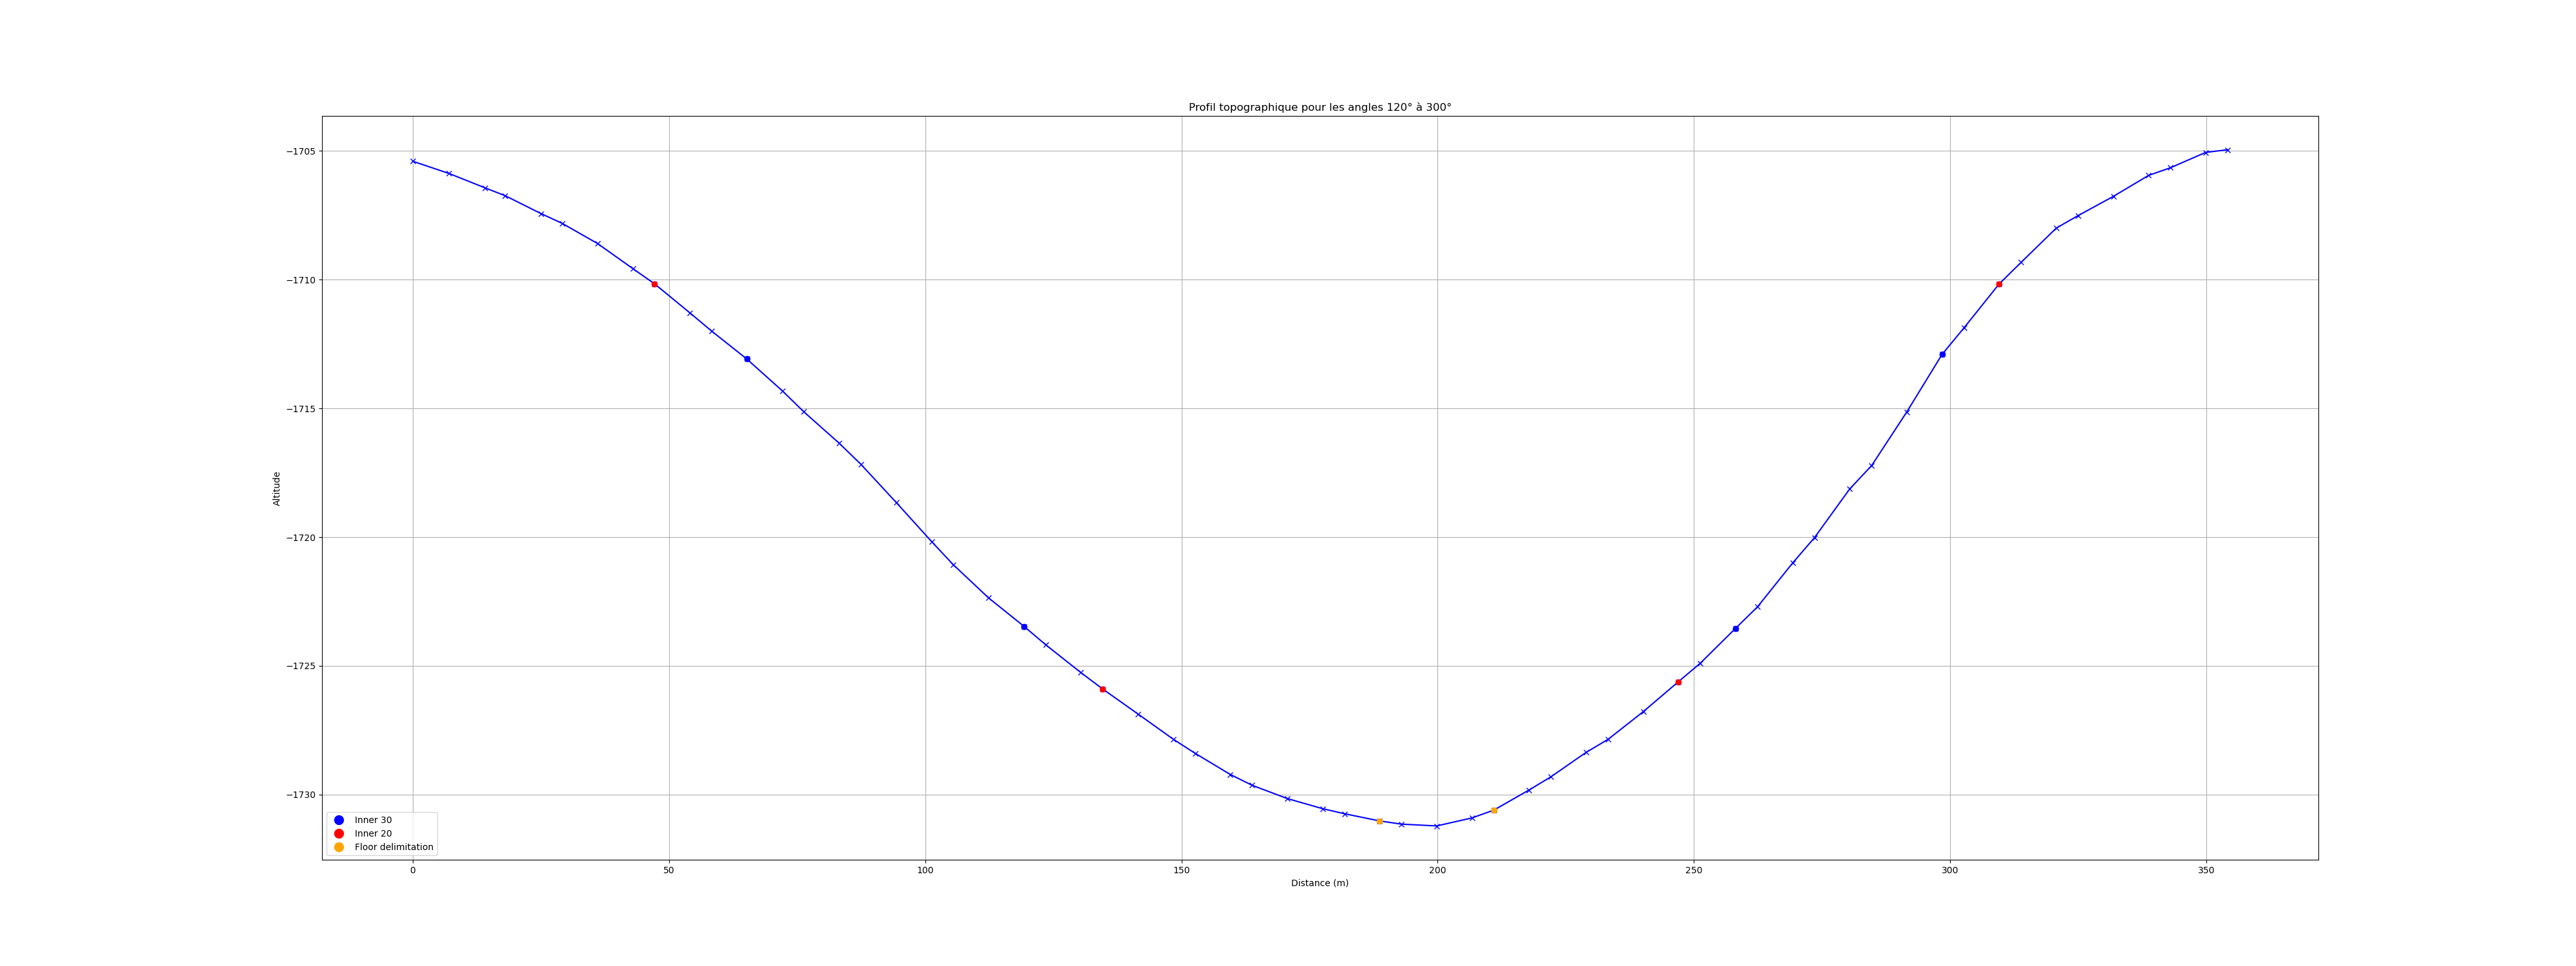 Profil topographique pour les angles 120° à 300°
−1705
−1710
−1715
−1720
−1725
−1730
Altitude
Inner 30
Inner 20
Floor delimitation
0 50 100 150 200 250 300 350
Distance (m)